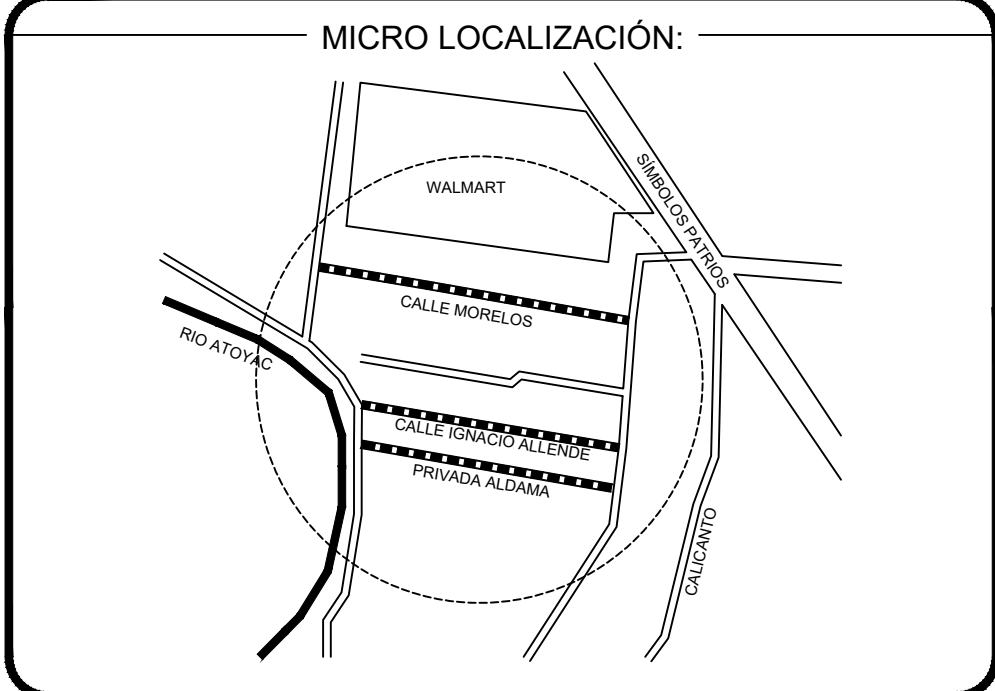 MICRO LOCALIZACIÓN:
WALMART
SÍMBOLOS PATRIOS
CALLE MORELOS
RIO ATOYAC
CALLE IGNACIO ALLENDE
PRIVADA ALDAMA
CALICANTO